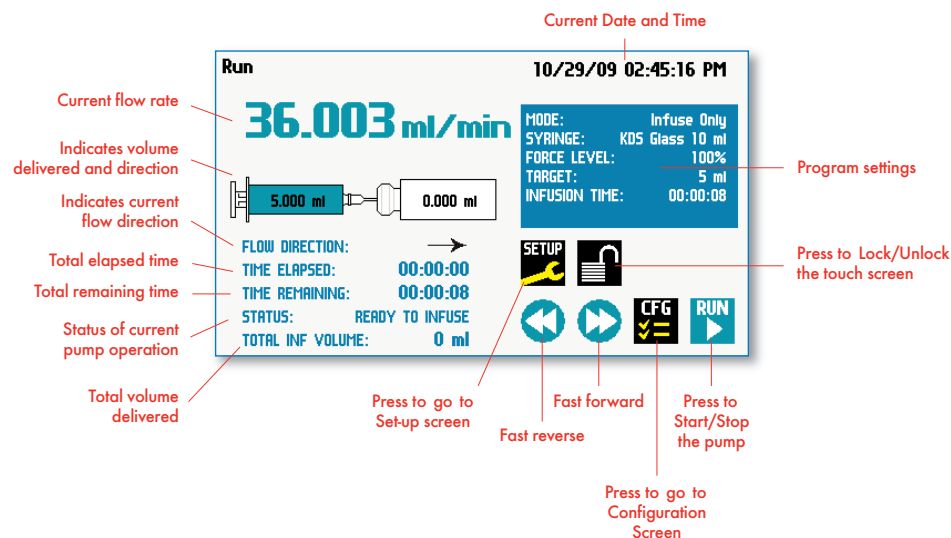 Current Date and Time
Run
10/29/09 02:45:16 PM
Current flow rate
36.003 ml/min
MODE: Infuse Only
SYRINGE: KDS Glass 10 ml
FORCE LEVEL: 100%
TARGET: 5 ml
INFUSION TIME: 00:00:08
Program settings
Indicates volume
delivered and direction
5.000 ml
0.000 ml
Indicates current
flow direction
FLOW DIRECTION:
Total elapsed time
TIME ELAPSED: 00:00:00
Total remaining time
TIME REMAINING: 00:00:08
Status of current
pump operation
STATUS: READY TO INFUSE
TOTAL INF VOLUME: 0 ml
Total volume
delivered
SETUP
Press to Lock/Unlock
the touch screen
CFG
RUN
Press to go to
Set-up screen
Fast reverse
Fast forward
Press to
Start/Stop
the pump
Press to go to
Configuration
Screen